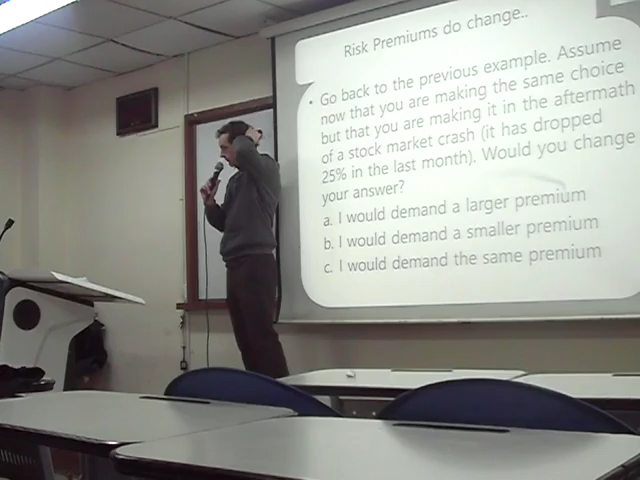 Risk Premiums do change..
• Go back to the previous example. Assume
now that you are making the same choice
but that you are making it in the aftermath
of a stock market crash (it has dropped
25% in the last month). Would you change
your answer?
a. I would demand a larger premium
b. I would demand a smaller premium
c. I would demand the same premium